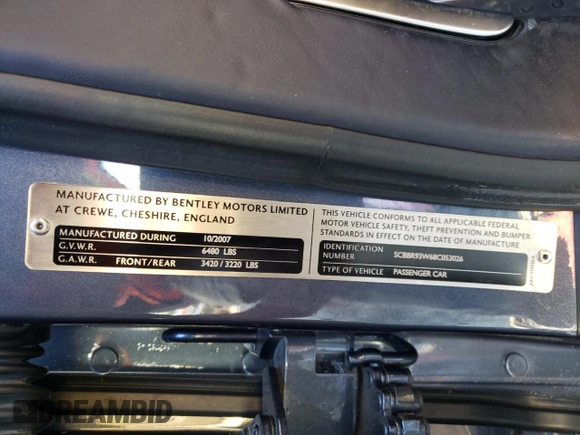 MANUFACTURED BY BENTLEY MOTORS LIMITED
AT CREWE, CHESHIRE, ENGLAND
MANUFACTURED DURING 10/2007
G.V.W.R. 6480 LBS
G.A.W.R. FRONT/REAR 3420 / 3220 LBS
THIS VEHICLE CONFORMS TO ALL APPLICABLE FEDERAL
MOTOR VEHICLE SAFETY, THEFT PREVENTION AND BUMPER
STANDARDS IN EFFECT ON THE DATE OF MANUFACTURE
IDENTIFICATION
NUMBER SCBBR93W68C053026
TYPE OF VEHICLE PASSENGER CAR
DREAMBID